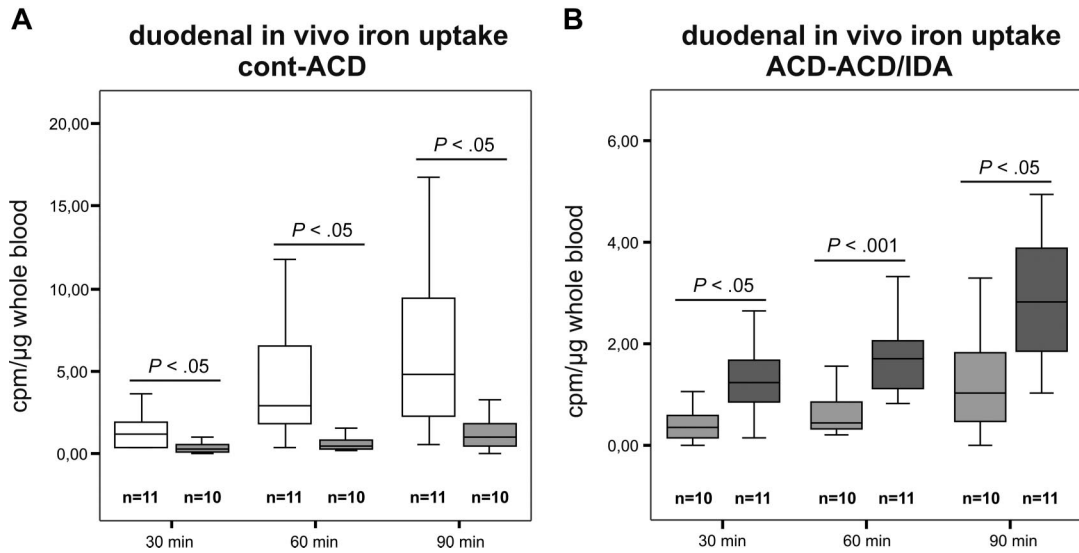 A
duodenal in vivo iron uptake
cont-ACD
cpm/µg whole blood
20,00
15,00
10,00
5,00
0,00
P < .05
P < .05
P < .05
n=11
n=10
n=11
n=10
n=11
n=10
30 min
60 min
90 min
B
duodenal in vivo iron uptake
ACD-ACD/IDA
cpm/µg whole blood
6,00
4,00
2,00
0,00
P < .05
P < .001
P < .05
n=10
n=11
n=10
n=11
n=10
n=11
30 min
60 min
90 min